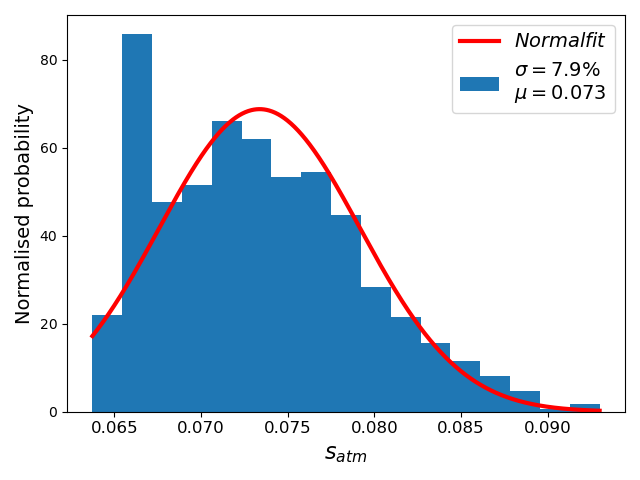 Normalfit
σ = 7.9%
μ = 0.073
Normalised probability
80
60
40
20
0
0.065 0.070 0.075 0.080 0.085 0.090
s_atm